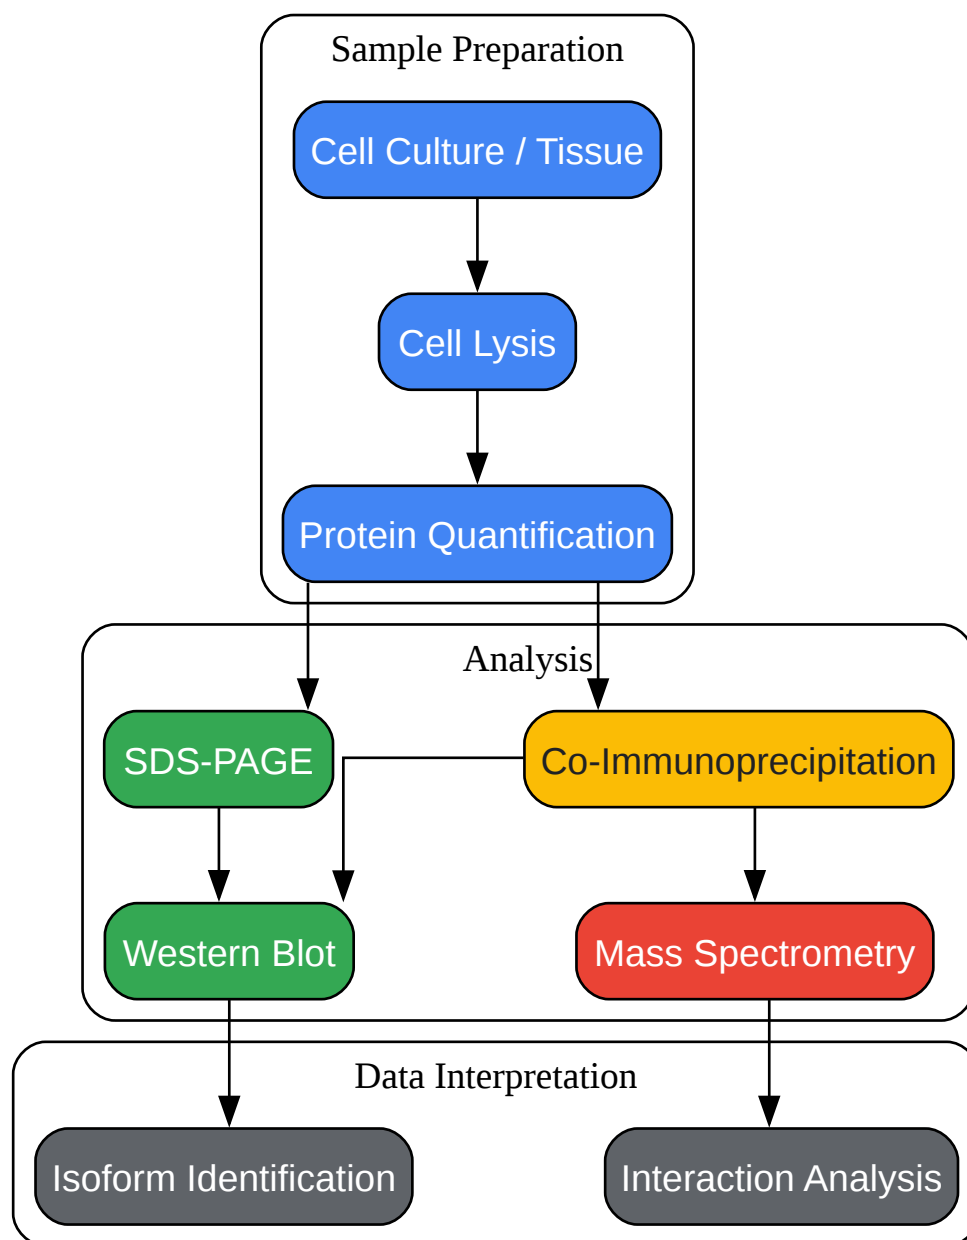 Sample Preparation
Cell Culture / Tissue
Cell Lysis
Protein Quantification
Analysis
SDS-PAGE
Co-Immunoprecipitation
Western Blot
Mass Spectrometry
Data Interpretation
Isoform Identification
Interaction Analysis